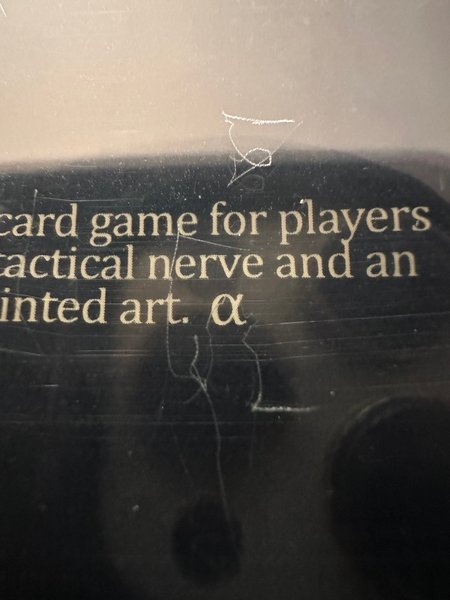 card game for players
tactical nerve and an
inted art. α